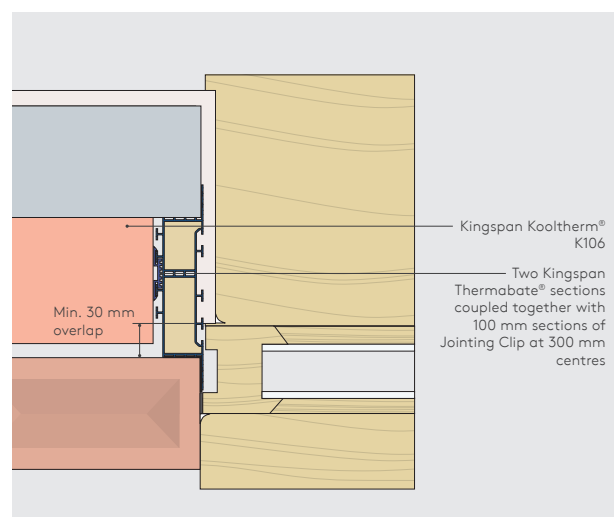 Kingspan Kooltherm®
K106
Two Kingspan
Thermabate® sections
coupled together with
100 mm sections of
Jointing Clip at 300 mm
centres
Min. 30 mm
overlap